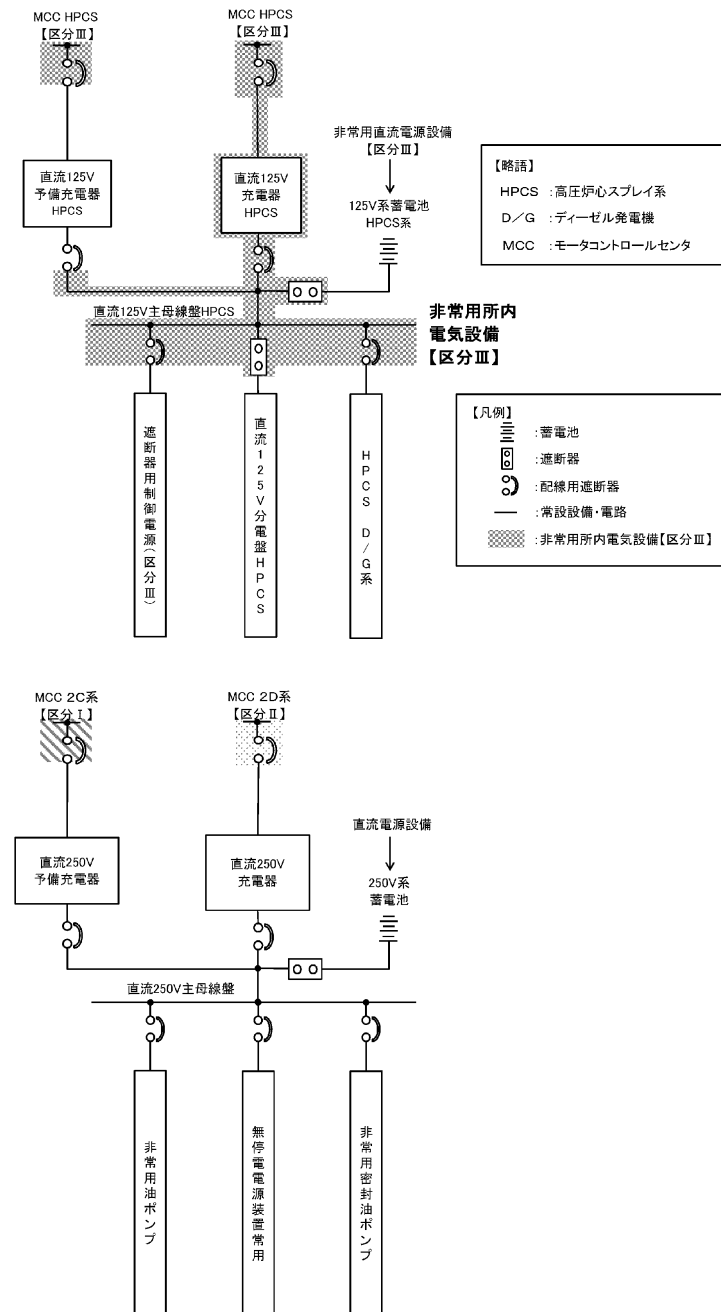 MCC HPCS
【区分Ⅲ】
MCC HPCS
【区分Ⅲ】
非常用直流電源設備
【区分Ⅲ】
直流125V
予備充電器
HPCS
直流125V
充電器
HPCS
125V系蓄電池
HPCS系
【略語】
HPCS :高圧炉心スプレイ系
D/G :ディーゼル発電機
MCC :モータコントロールセンタ
直流125V主母線盤HPCS
非常用所内
電気設備
【区分Ⅲ】
遮断器用制御電源(区分Ⅲ)
直流125V分電盤HPCS
HPCS D/G系
【凡例】
:蓄電池
:遮断器
:配線用遮断器
:常設設備・電路
:非常用所内電気設備【区分Ⅲ】
MCC 2C系
【区分Ⅰ】
MCC 2D系
【区分Ⅱ】
直流電源設備
直流250V
予備充電器
直流250V
充電器
250V系
蓄電池
直流250V主母線盤
非常用油ポンプ
無停電電源装置常用
非常用密封油ポンプ